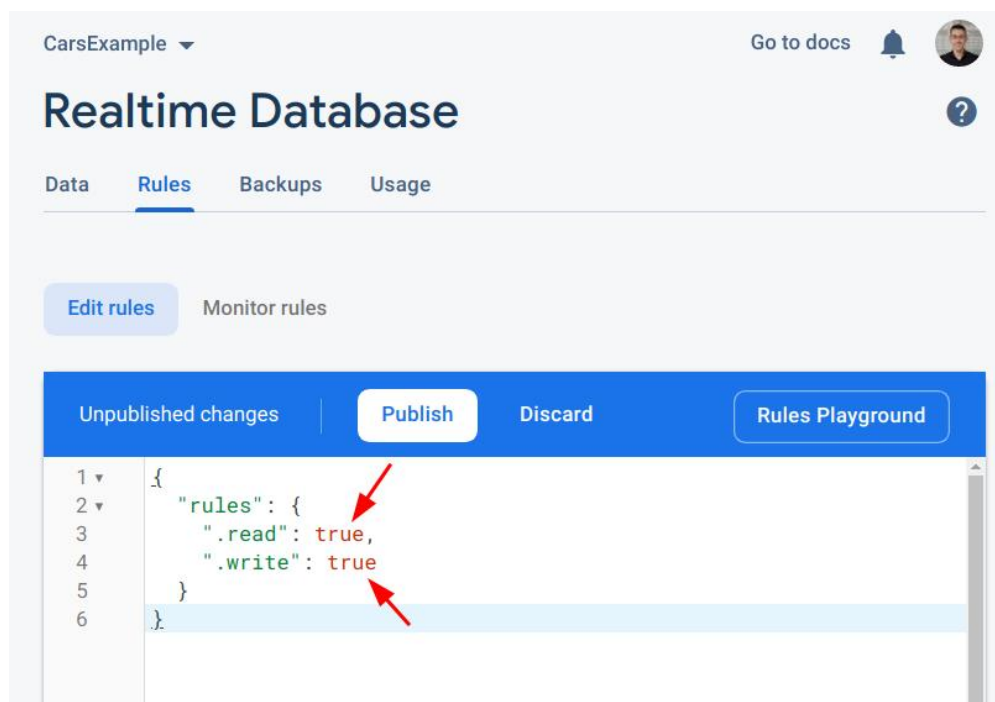 CarsExample Go to docs
Realtime Database
?
Data Rules Backups Usage
Edit rules Monitor rules
Unpublished changes Publish Discard Rules Playground
1 {
2 "rules": {
3 ".read": true,
4 ".write": true
5 }
6 }